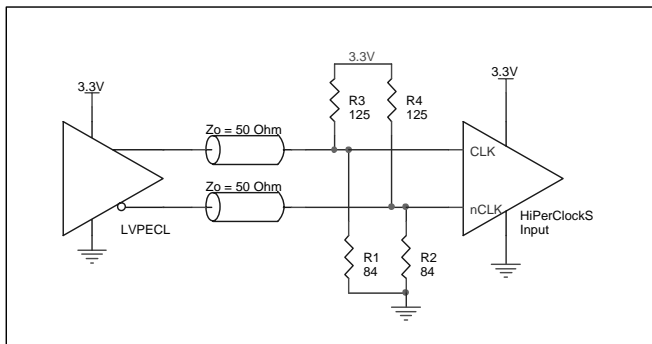 3.3V
3.3V
3.3V
R3
125
R4
125
Zo = 50 Ohm
CLK
Zo = 50 Ohm
nCLK
HiPerClockS
Input
LVPECL
R1
84
R2
84